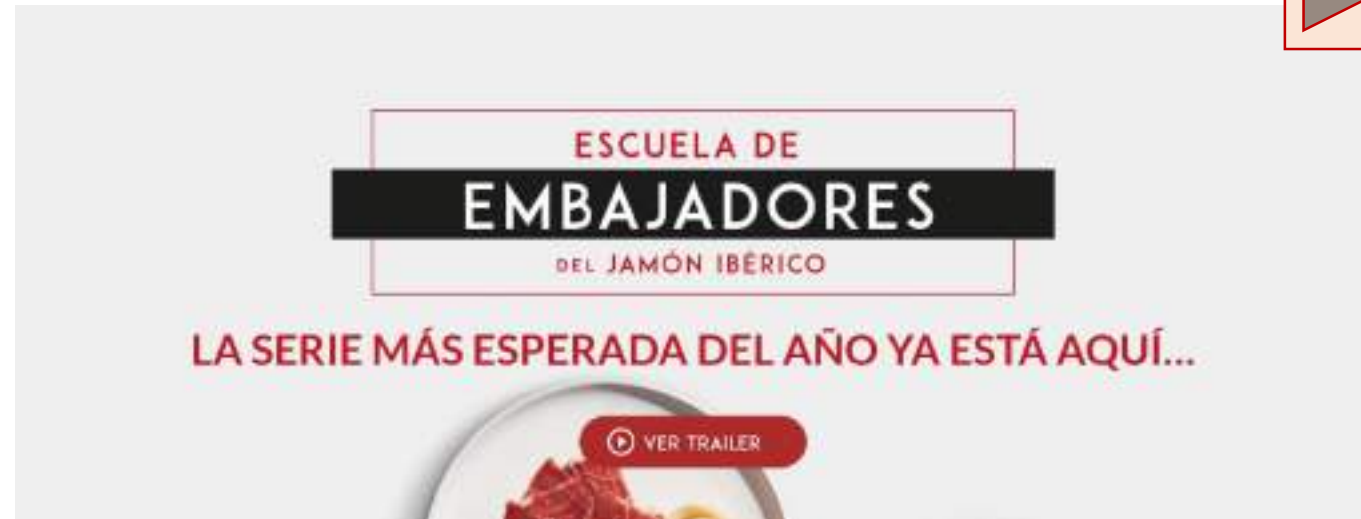 ESCUELA DE
EMBAJADORES
DEL JAMÓN IBÉRICO
LA SERIE MÁS ESPERADA DEL AÑO YA ESTÁ AQUÍ...
VER TRAILER